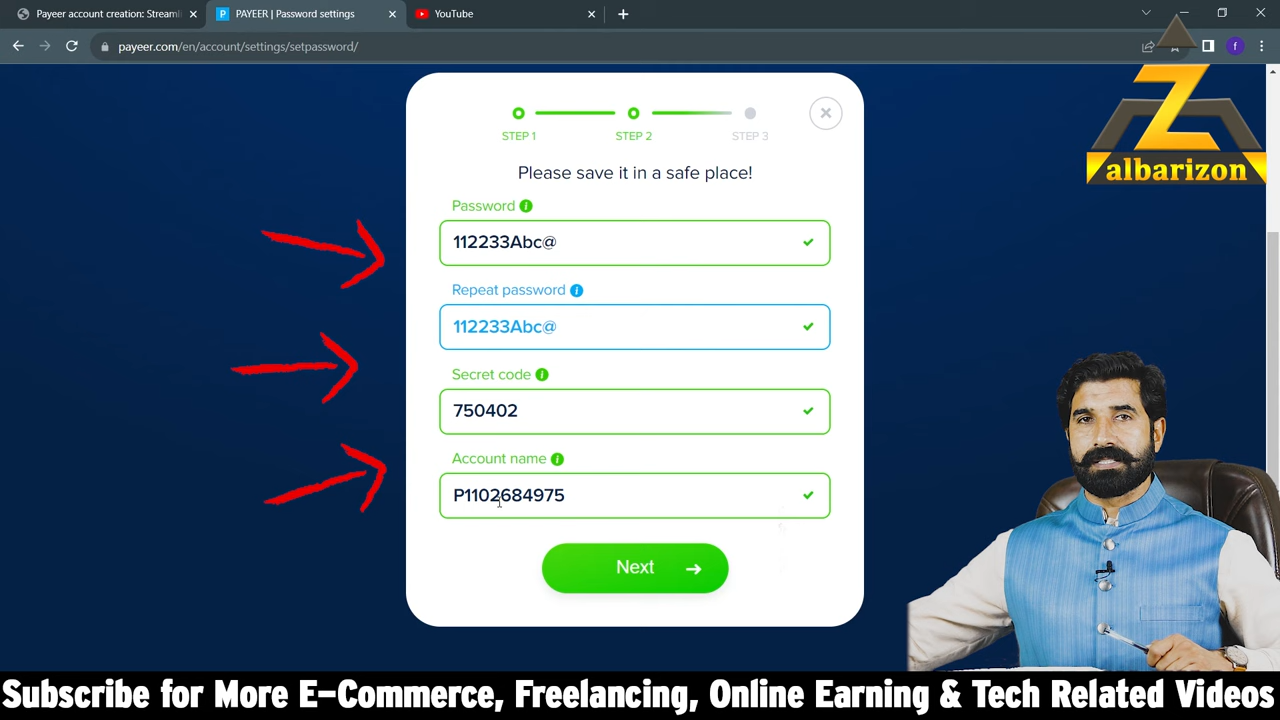 Payeer account creation: Streamli
PAYEER | Password settings
YouTube
payeer.com/en/account/settings/setpassword/
f
Z
albarizon
STEP 1
STEP 2
STEP 3
Please save it in a safe place!
Password
112233Abc@
Repeat password
112233Abc@
Secret code
750402
Account name
P1102684975
Next
Subscribe for More E-Commerce, Freelancing, Online Earning & Tech Related Videos